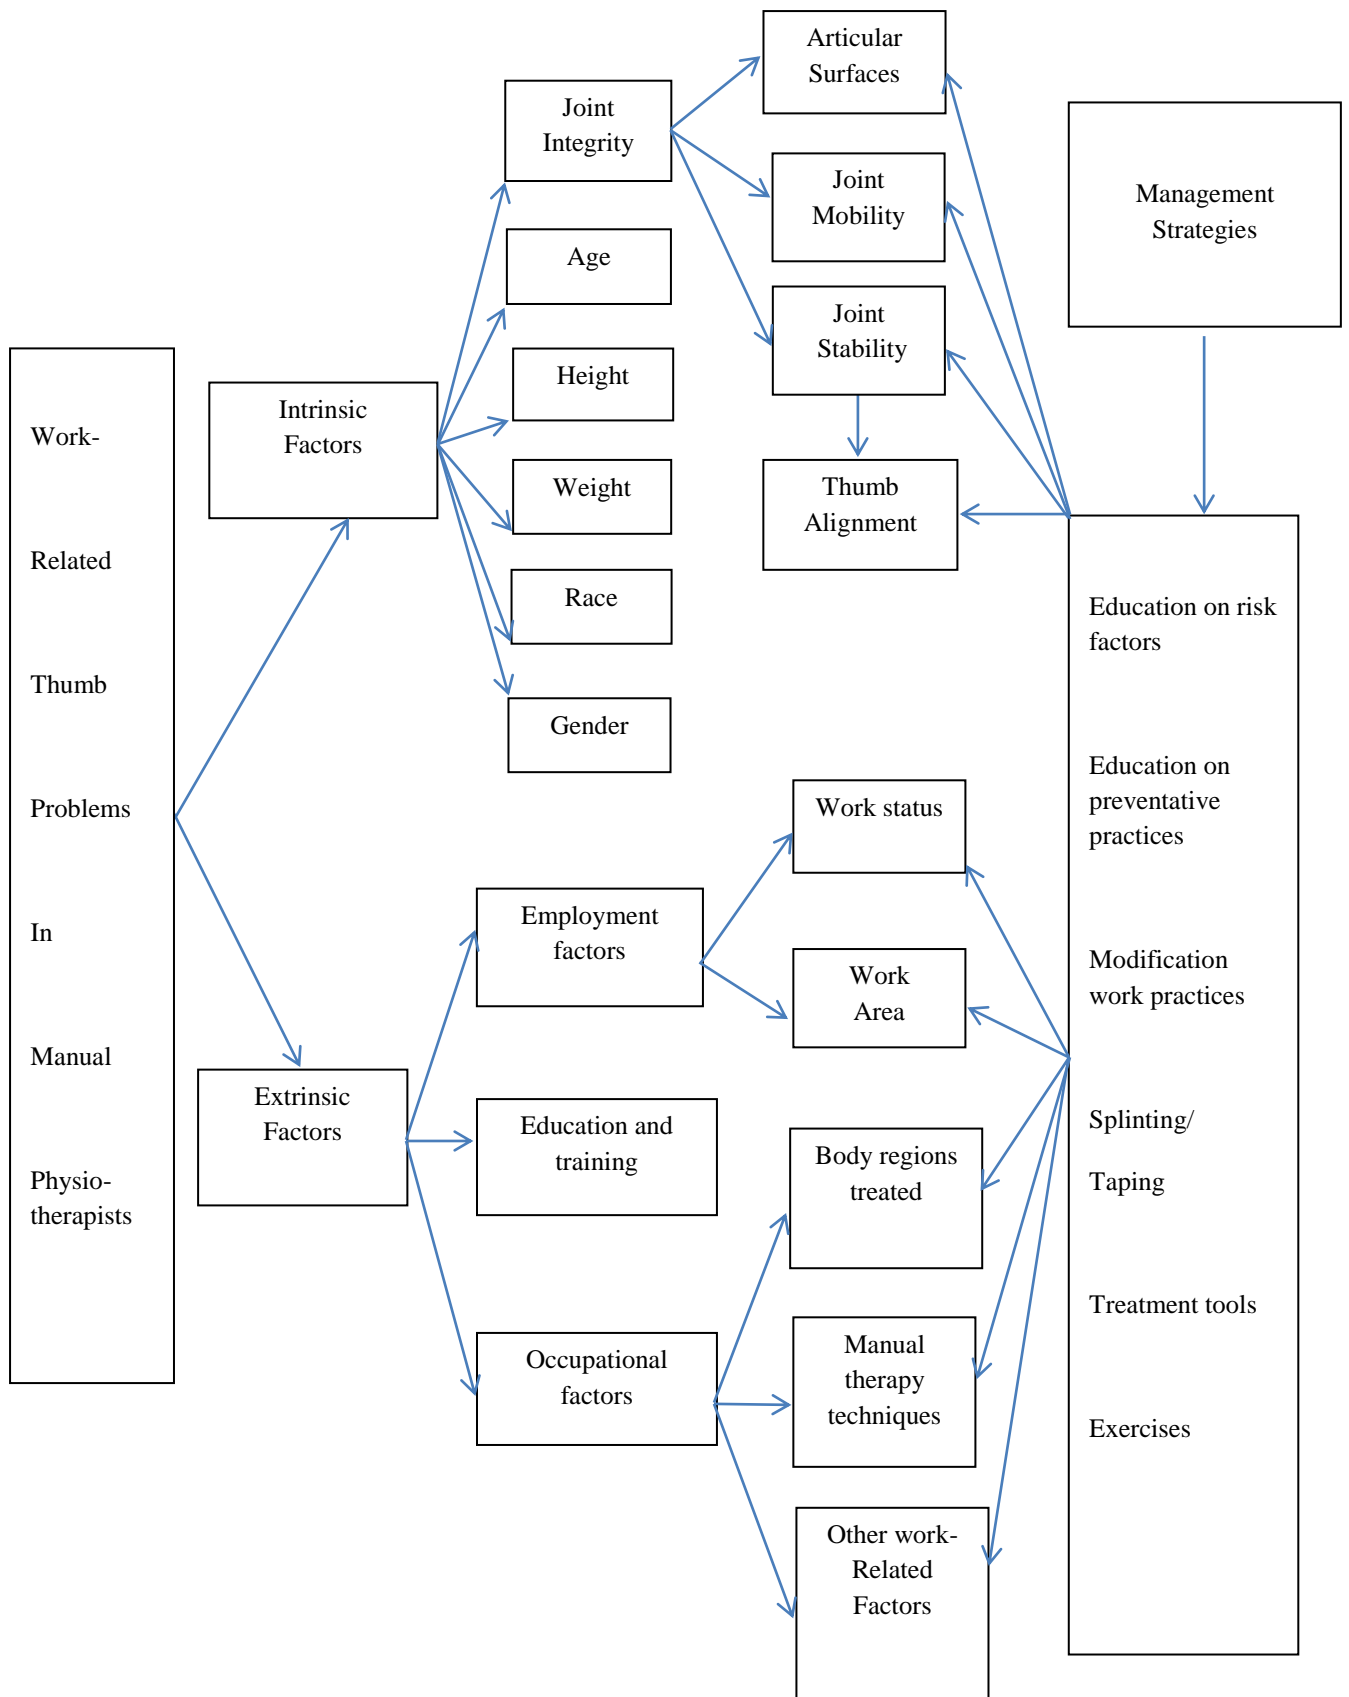 Work-
Related
Thumb
Problems
In
Manual
Physio-
therapists
Intrinsic
Factors
Extrinsic
Factors
Joint
Integrity
Age
Height
Weight
Race
Gender
Employment
factors
Education and
training
Occupational
factors
Articular
Surfaces
Joint
Mobility
Joint
Stability
Thumb
Alignment
Work status
Work
Area
Body regions
treated
Manual
therapy
techniques
Other work-
Related
Factors
Management
Strategies
Education on risk
factors
Education on
preventative
practices
Modification
work practices
Splinting/
Taping
Treatment tools
Exercises